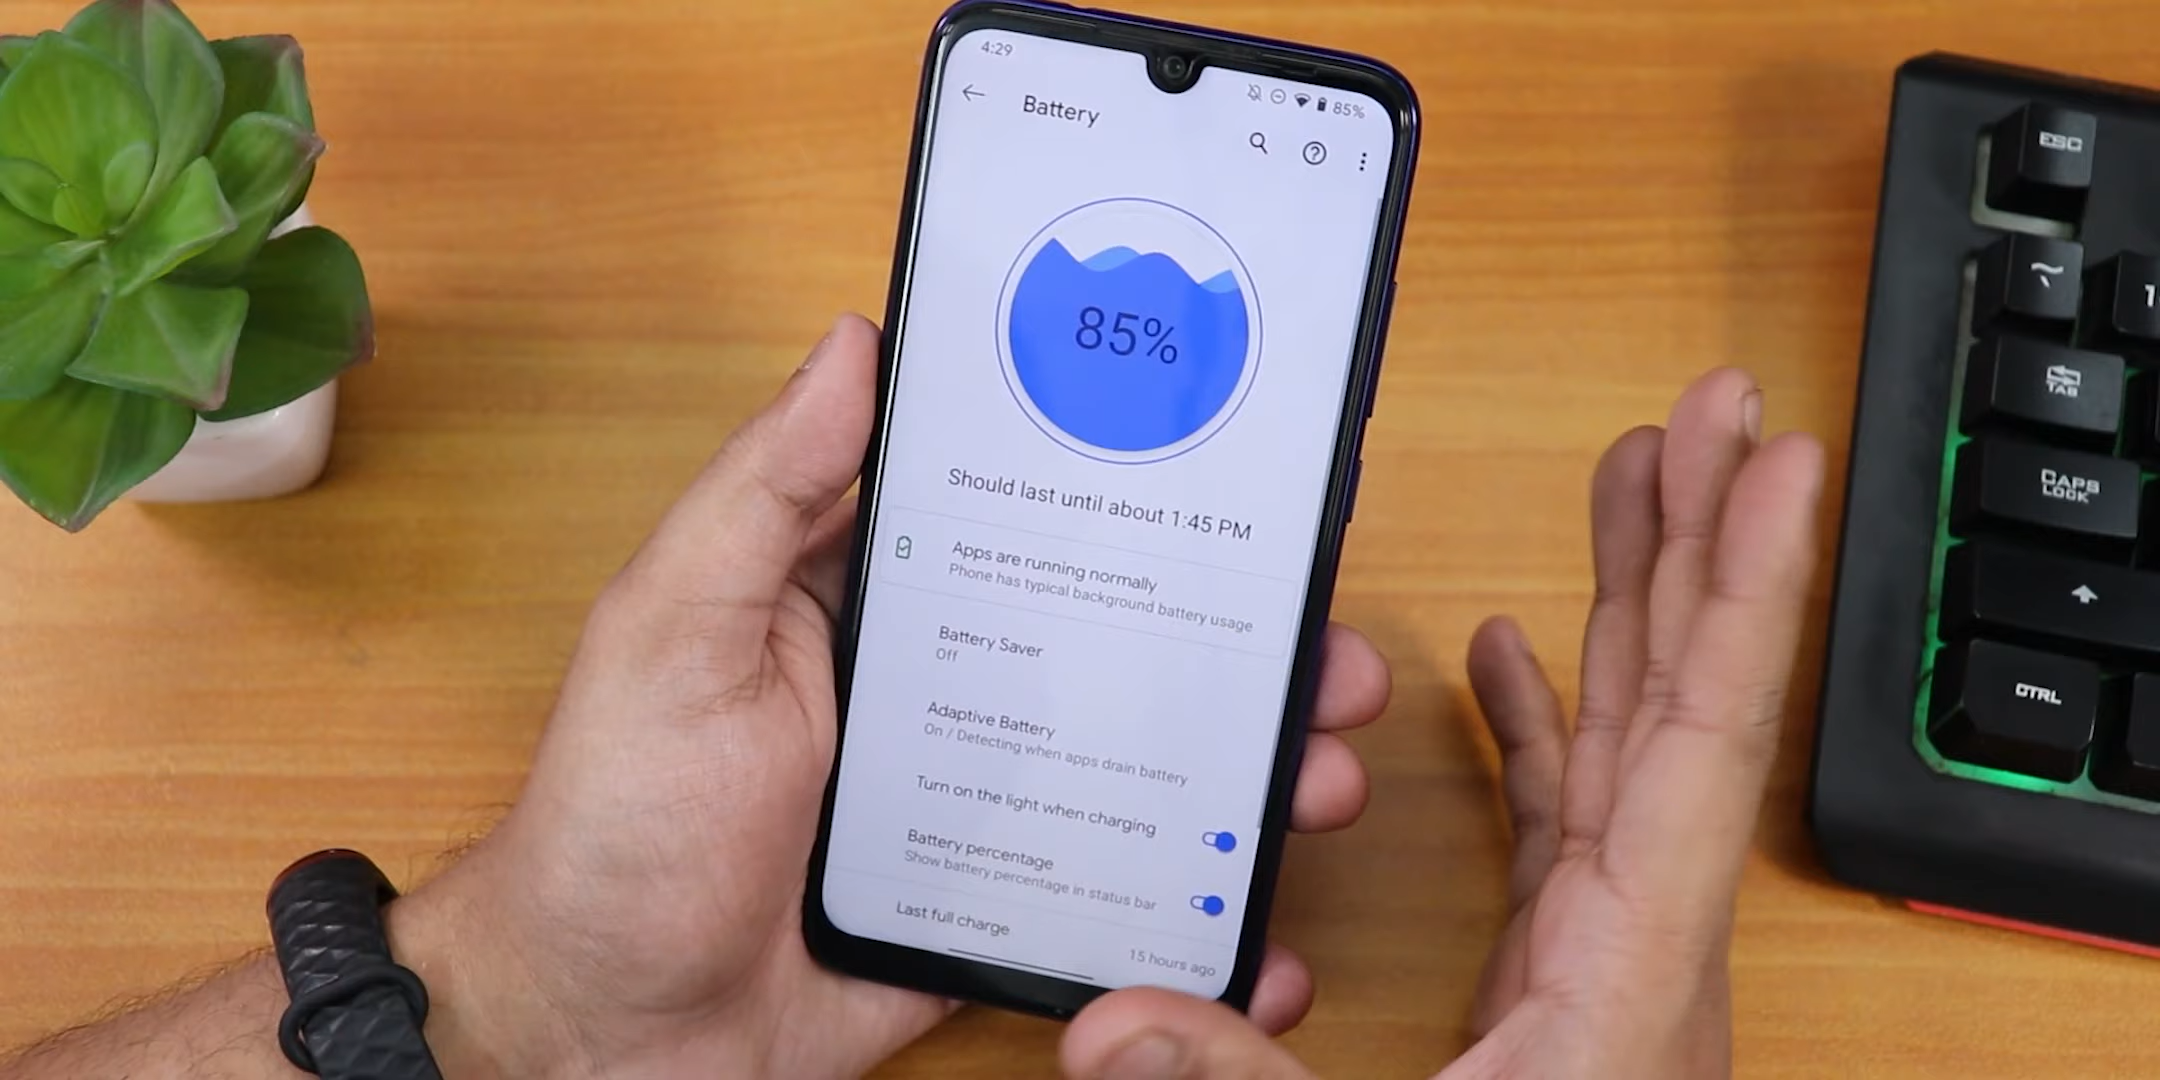 4:29
85%
Battery
85%
Should last until about 1:45 PM
Apps are running normally
Phone has typical background battery usage
Battery Saver
Off
Adaptive Battery
On / Detecting when apps drain battery
Turn on the light when charging
Battery percentage
Show battery percentage in status bar
Last full charge
15 hours ago
ESC
~
1
TAB
CAPS
LOCK
CTRL